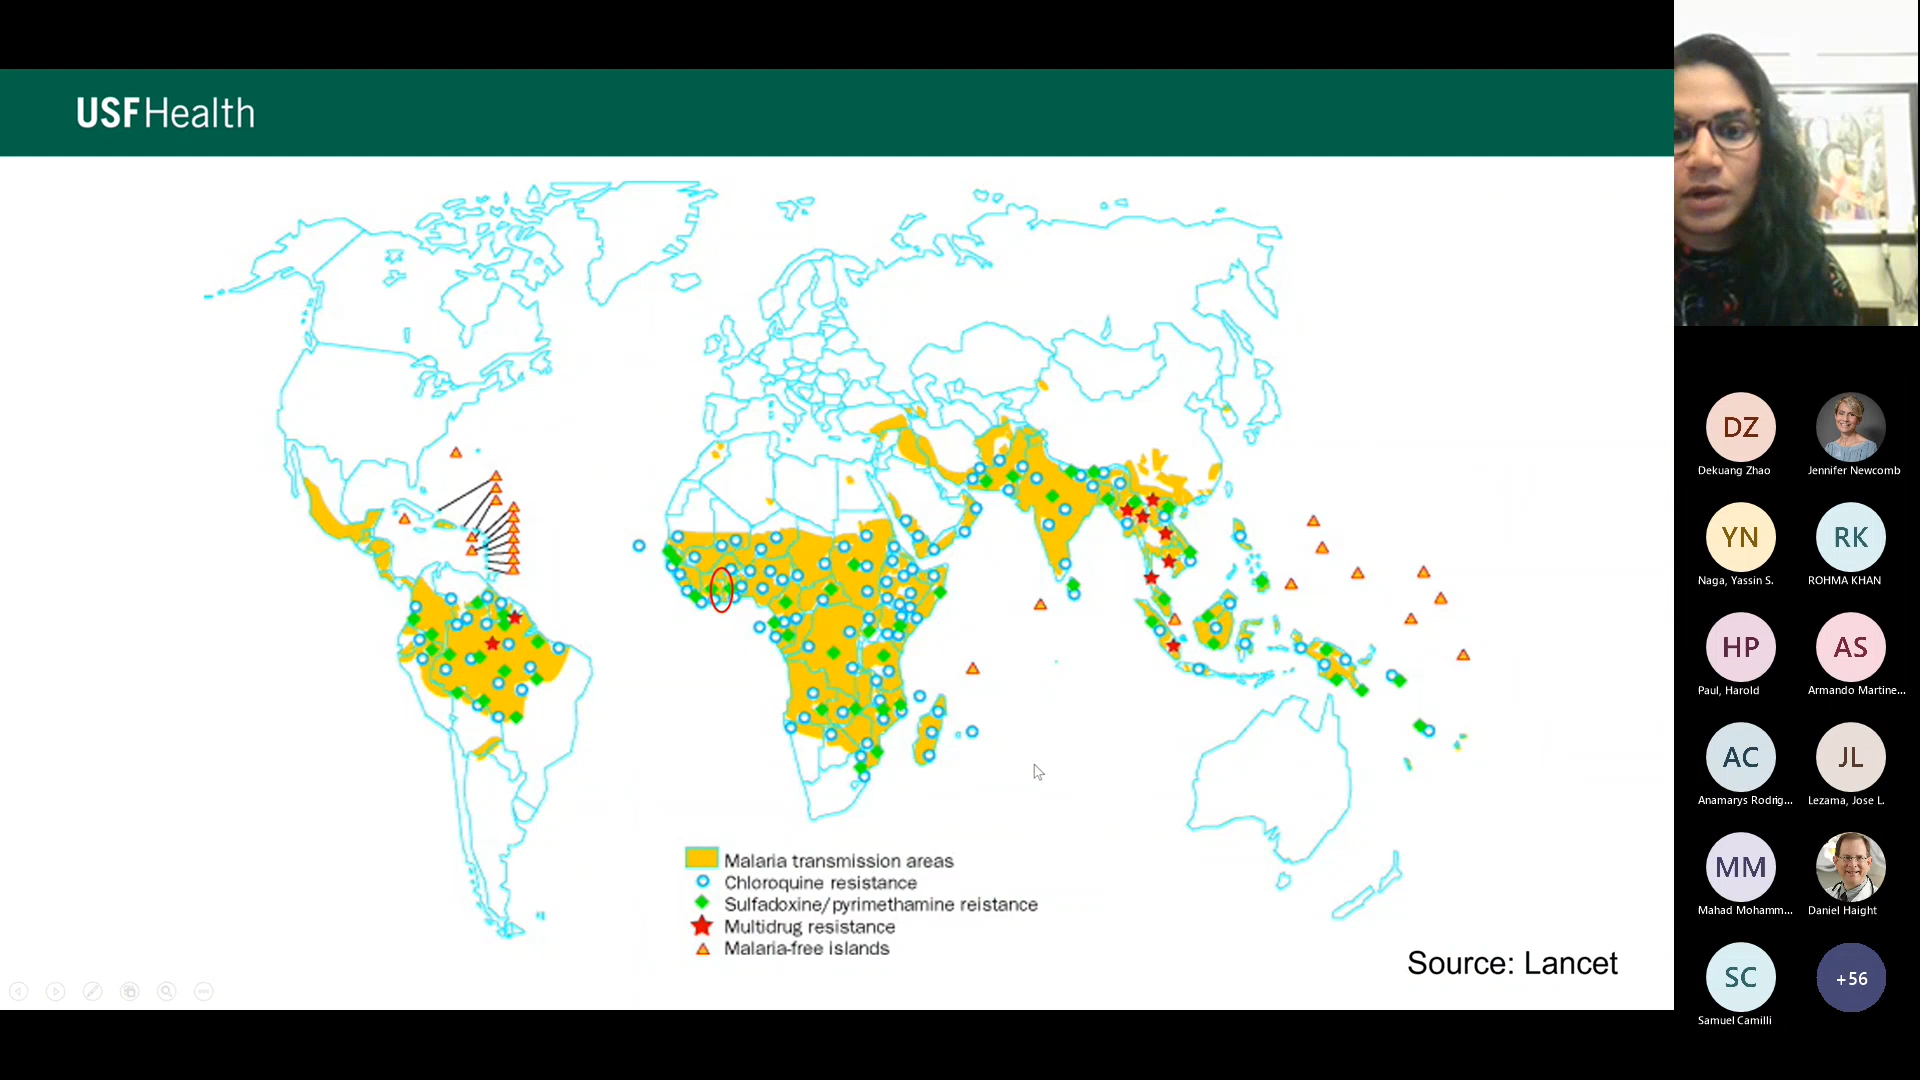 USFHealth
Malaria transmission areas
Chloroquine resistance
Sulfadoxine/pyrimethamine reistance
Multidrug resistance
Malaria-free islands
Source: Lancet
DZ
Dekuang Zhao
Jennifer Newcomb
YN
Naga, Yassin S.
RK
ROHMA KHAN
HP
Paul, Harold
AS
Armando Martine...
AC
Anamarys Rodrig...
JL
Lezama, Jose L.
MM
Mahad Mohamm...
Daniel Haight
SC
Samuel Camilli
+56